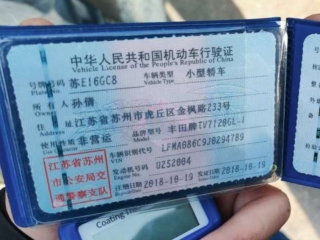 中华人民共和国机动车行驶证
Vehicle License of the People's Republic of China
号牌号码 苏E16GC8 车辆类型 小型轿车
Plate No. Vehicle Type
所有人 孙倩
Owner
住址 江苏省苏州市虎丘区金枫路233号
Address
使用性质 非营运 品牌型号 丰田牌TV7120GL-i
车辆识别代号 LFMA086C9J0294789
VIN
江苏省苏州
市公安局交
通警察支队
发动机号码 U252004
Engine No.
注册日期 2018-10-19 发证日期 2018-10-19
Coating